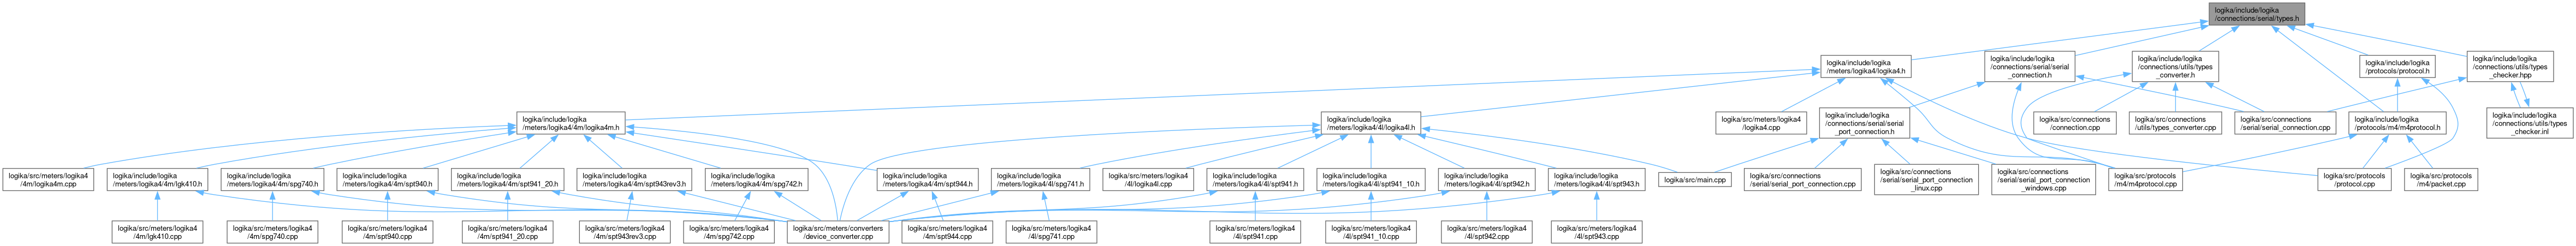 logika/include/logika
/connections/serial/types.h
logika/include/logika
/meters/logika4/logika4.h
logika/include/logika
/connections/serial/serial
_connection.h
logika/include/logika
/connections/utils/types
_converter.h
logika/include/logika
/protocols/protocol.h
logika/include/logika
/connections/utils/types
_checker.hpp
logika/include/logika
/meters/logika4/4m/logika4m.h
logika/include/logika
/meters/logika4/4l/logika4l.h
logika/src/meters/logika4
/logika4.cpp
logika/include/logika
/connections/serial/serial
_port_connection.h
logika/src/connections
/connection.cpp
logika/src/connections
/utils/types_converter.cpp
logika/src/connections
/serial/serial_connection.cpp
logika/include/logika
/protocols/m4/m4protocol.h
logika/include/logika
/connections/utils/types
_checker.inl
logika/src/meters/logika4
/4m/logika4m.cpp
logika/include/logika
/meters/logika4/4m/lgk410.h
logika/include/logika
/meters/logika4/4m/spg740.h
logika/include/logika
/meters/logika4/4m/spt940.h
logika/include/logika
/meters/logika4/4m/spt941_20.h
logika/include/logika
/meters/logika4/4m/spt943rev3.h
logika/include/logika
/meters/logika4/4m/spg742.h
logika/include/logika
/meters/logika4/4m/spt944.h
logika/include/logika
/meters/logika4/4l/spg741.h
logika/src/meters/logika4
/4l/logika4l.cpp
logika/include/logika
/meters/logika4/4l/spt941.h
logika/include/logika
/meters/logika4/4l/spt941_10.h
logika/include/logika
/meters/logika4/4l/spt942.h
logika/include/logika
/meters/logika4/4l/spt943.h
logika/src/main.cpp
logika/src/connections
/serial/serial_port_connection.cpp
logika/src/connections
/serial/serial_port_connection
_linux.cpp
logika/src/connections
/serial/serial_port_connection
_windows.cpp
logika/src/protocols
/m4/m4protocol.cpp
logika/src/protocols
/protocol.cpp
logika/src/protocols
/m4/packet.cpp
logika/src/meters/logika4
/4m/lgk410.cpp
logika/src/meters/logika4
/4m/spg740.cpp
logika/src/meters/logika4
/4m/spt940.cpp
logika/src/meters/logika4
/4m/spt941_20.cpp
logika/src/meters/logika4
/4m/spt943rev3.cpp
logika/src/meters/logika4
/4m/spg742.cpp
logika/src/meters/converters
/device_converter.cpp
logika/src/meters/logika4
/4m/spt944.cpp
logika/src/meters/logika4
/4l/spg741.cpp
logika/src/meters/logika4
/4l/spt941.cpp
logika/src/meters/logika4
/4l/spt941_10.cpp
logika/src/meters/logika4
/4l/spt942.cpp
logika/src/meters/logika4
/4l/spt943.cpp